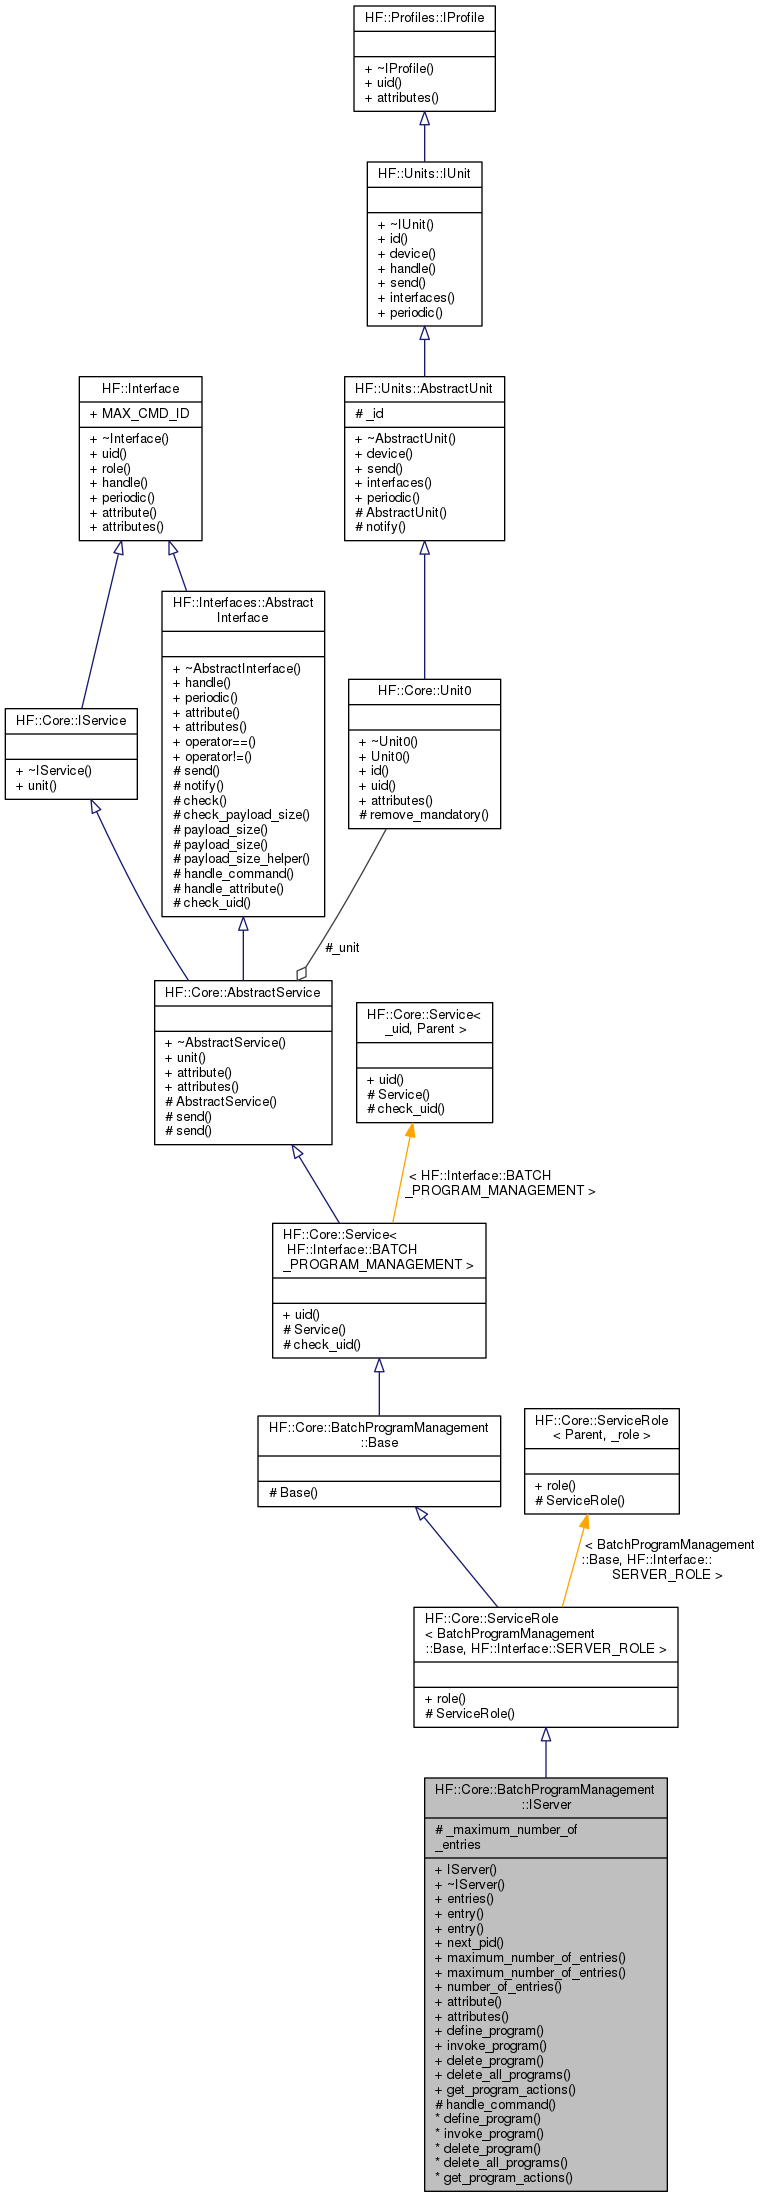 HF::Profiles::IProfile
+ ~IProfile()
+ uid()
+ attributes()
HF::Units::IUnit
+ ~IUnit()
+ id()
+ device()
+ handle()
+ send()
+ interfaces()
+ periodic()
HF::Interface
+ MAX_CMD_ID
+ ~Interface()
+ uid()
+ role()
+ handle()
+ periodic()
+ attribute()
+ attributes()
HF::Units::AbstractUnit
# _id
+ ~AbstractUnit()
+ device()
+ send()
+ interfaces()
+ periodic()
# AbstractUnit()
# notify()
HF::Interfaces::Abstract
Interface
+ ~AbstractInterface()
+ handle()
+ periodic()
+ attribute()
+ attributes()
+ operator==()
+ operator!=()
# send()
# notify()
# check()
# check_payload_size()
# payload_size()
# payload_size()
# payload_size_helper()
# handle_command()
# handle_attribute()
# check_uid()
HF::Core::Unit0
+ ~Unit0()
+ Unit0()
+ id()
+ uid()
+ attributes()
# remove_mandatory()
HF::Core::IService
+ ~IService()
+ unit()
#_unit
HF::Core::AbstractService
+ ~AbstractService()
+ unit()
+ attribute()
+ attributes()
# AbstractService()
# send()
# send()
HF::Core::Service<
_uid, Parent >
+ uid()
# Service()
# check_uid()
< HF::Interface::BATCH
_PROGRAM_MANAGEMENT >
HF::Core::Service<
HF::Interface::BATCH
_PROGRAM_MANAGEMENT >
+ uid()
# Service()
# check_uid()
HF::Core::BatchProgramManagement
::Base
# Base()
HF::Core::ServiceRole
< Parent, _role >
+ role()
# ServiceRole()
< BatchProgramManagement
::Base, HF::Interface::
SERVER_ROLE >
HF::Core::ServiceRole
< BatchProgramManagement
::Base, HF::Interface::SERVER_ROLE >
+ role()
# ServiceRole()
HF::Core::BatchProgramManagement
::IServer
# _maximum_number_of
_entries
+ IServer()
+ ~IServer()
+ entries()
+ entry()
+ entry()
+ next_pid()
+ maximum_number_of_entries()
+ maximum_number_of_entries()
+ number_of_entries()
+ attribute()
+ attributes()
+ define_program()
+ invoke_program()
+ delete_program()
+ delete_all_programs()
+ get_program_actions()
# handle_command()
* define_program()
* invoke_program()
* delete_program()
* delete_all_programs()
* get_program_actions()